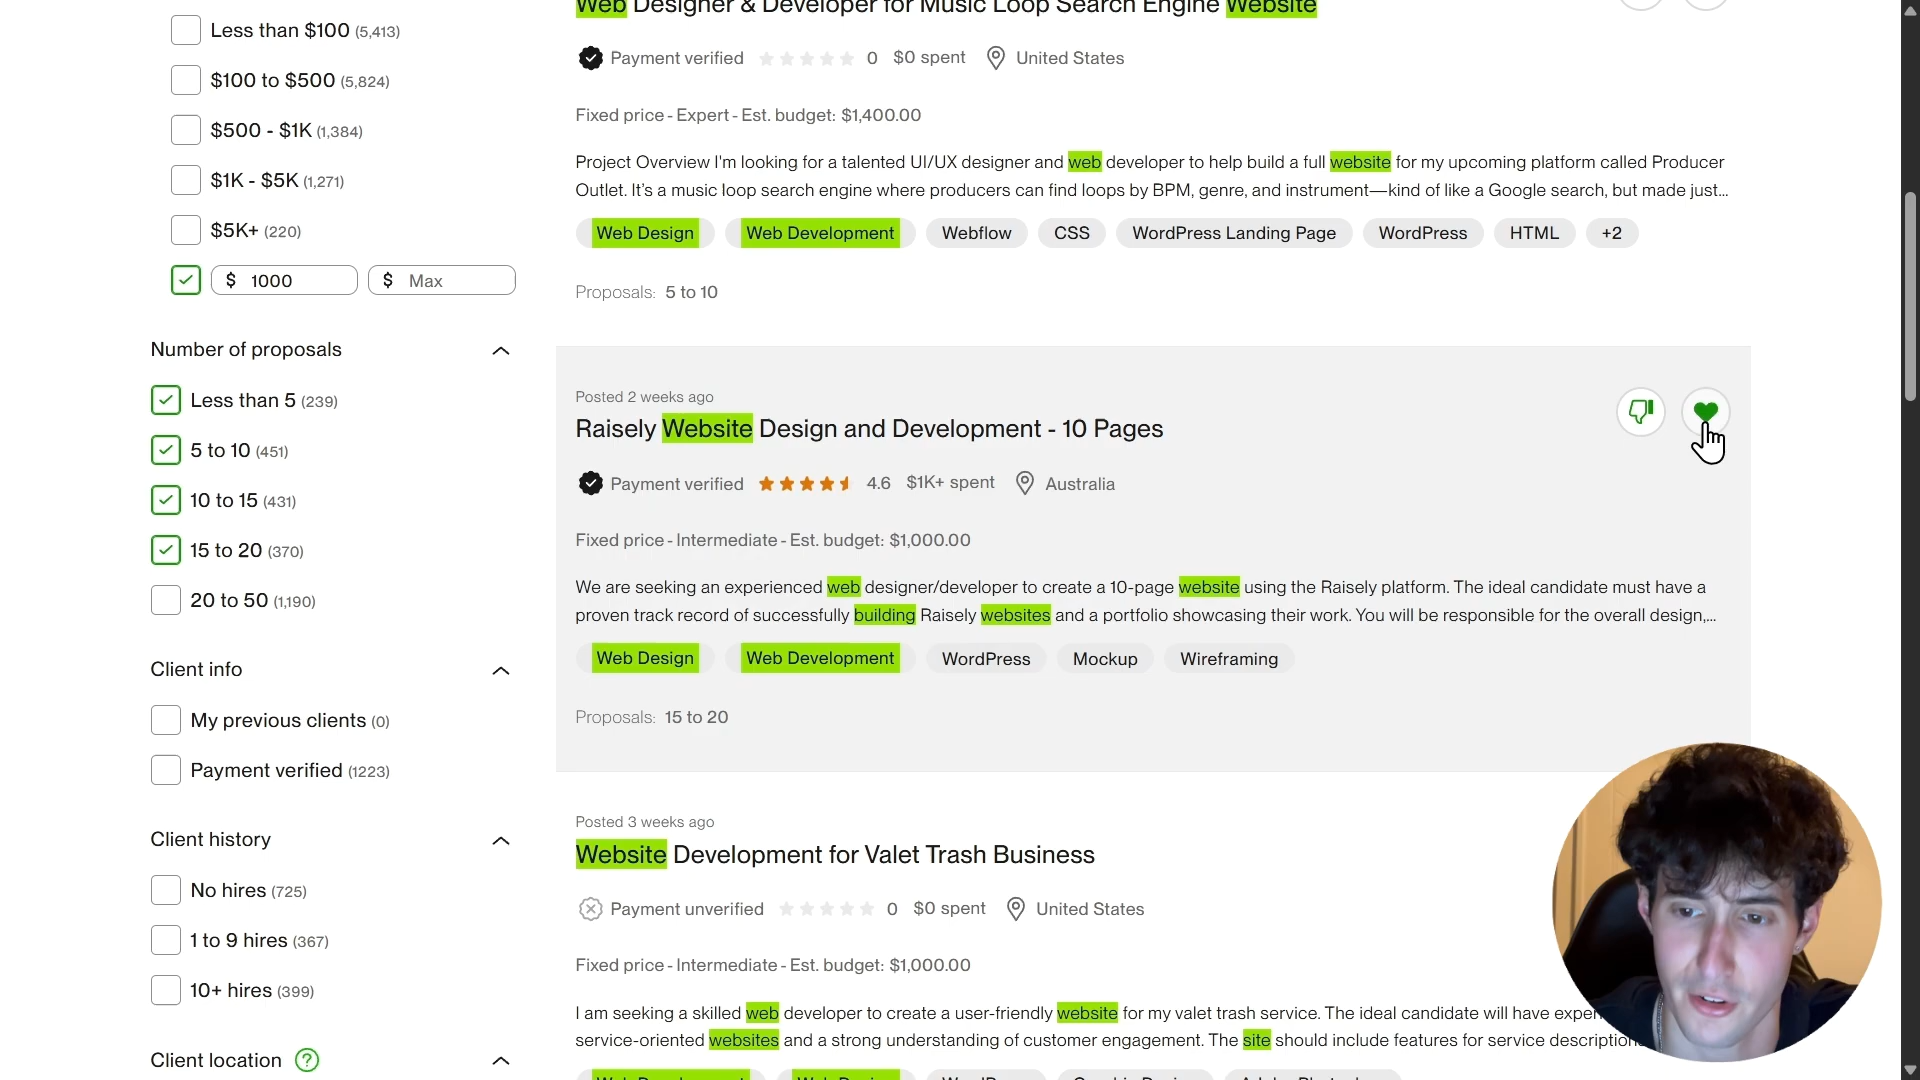 Less than $100 (5,413)
$100 to $500 (5,824)
$500 - $1K (1,384)
$1K - $5K (1,271)
$5K+ (220)
$ 1000 $ Max
Number of proposals
Less than 5 (239)
5 to 10 (451)
10 to 15 (431)
15 to 20 (370)
20 to 50 (1,190)
Client info
My previous clients (0)
Payment verified (1223)
Client history
No hires (725)
1 to 9 hires (367)
10+ hires (399)
Client location ?
Web Designer & Developer for Music Loop Search Engine Website
Payment verified 0 $0 spent United States
Fixed price - Expert - Est. budget: $1,400.00
Project Overview I'm looking for a talented UI/UX designer and web developer to help build a full website for my upcoming platform called Producer
Outlet. It's a music loop search engine where producers can find loops by BPM, genre, and instrument—kind of like a Google search, but made just...
Web Design Web Development Webflow CSS WordPress Landing Page WordPress HTML +2
Proposals: 5 to 10
Posted 2 weeks ago
Raisely Website Design and Development - 10 Pages
Payment verified 4.6 $1K+ spent Australia
Fixed price - Intermediate - Est. budget: $1,000.00
We are seeking an experienced web designer/developer to create a 10-page website using the Raisely platform. The ideal candidate must have a
proven track record of successfully building Raisely websites and a portfolio showcasing their work. You will be responsible for the overall design,...
Web Design Web Development WordPress Mockup Wireframing
Proposals: 15 to 20
Posted 3 weeks ago
Website Development for Valet Trash Business
Payment unverified 0 $0 spent United States
Fixed price - Intermediate - Est. budget: $1,000.00
I am seeking a skilled web developer to create a user-friendly website for my valet trash service. The ideal candidate will have
service-oriented websites and a strong understanding of customer engagement. The site should include features for service